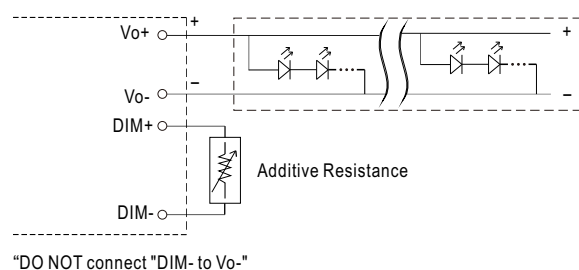 Vo+
+
+
Vo-
–
–
DIM+
Additive Resistance
DIM-
“DO NOT connect "DIM- to Vo-"